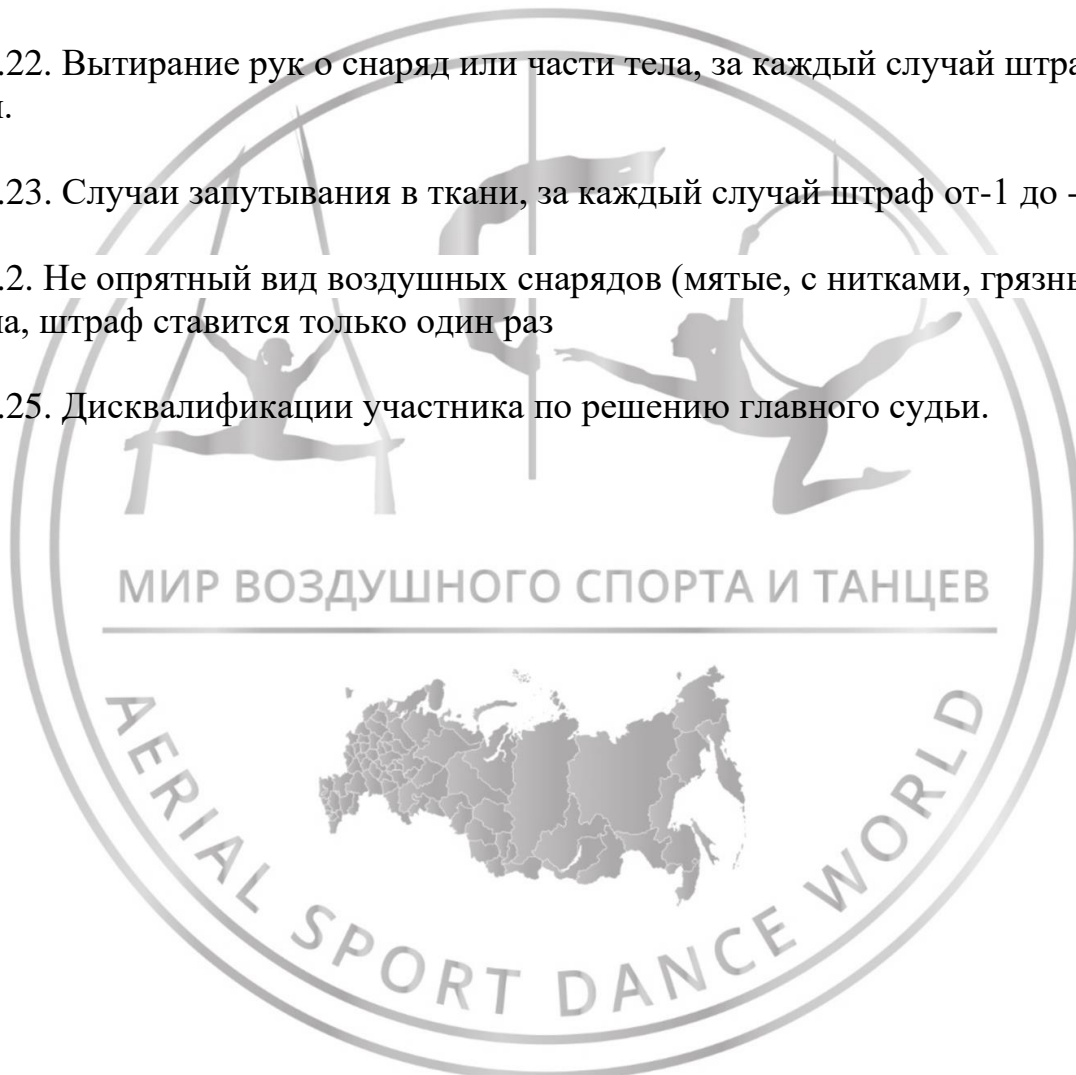 .22. Вытирание рук о снаряд или части тела, за каждый случай
.
.23. Случаи запутывания в ткани, за каждый случай штраф от-1 до -
.2. Не опрятный вид воздушных снарядов (мятые, с нитками,
, штраф ставится только один раз
.25. Дисквалификации участника по решению главного судьи.
МИР ВОЗДУШНОГО СПОРТА И ТАНЦЕВ
AERIAL SPORT DANCE WORLD